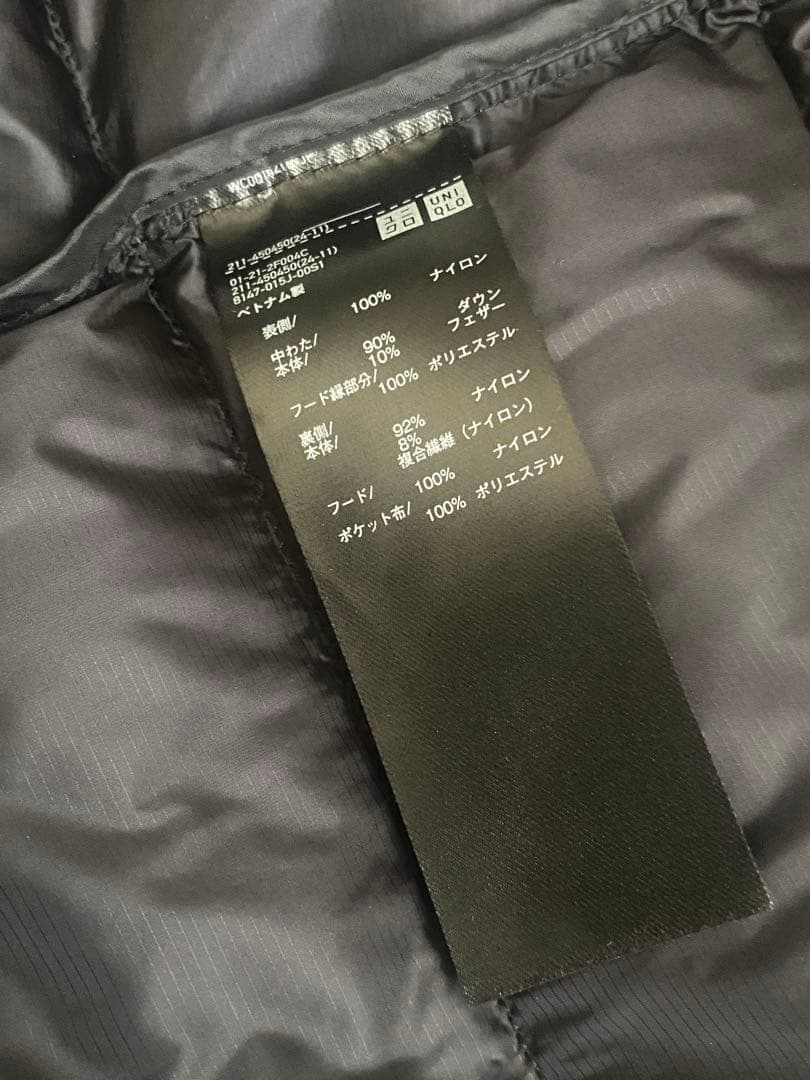 ユニクロ UNIQLO
211-450450(24-11)
01-21-2F004C
211-450450(24-11)
8147-015J-00S1
ベトナム製
表側/ 100% ナイロン
中わた/
本体/ 90% ダウン
10% フェザー
フード縁部分/ 100% ポリエステル
裏側/
本体/ 92% ナイロン
8% 複合繊維(ナイロン)
フード/ 100% ナイロン
ポケット布/ 100% ポリエステル